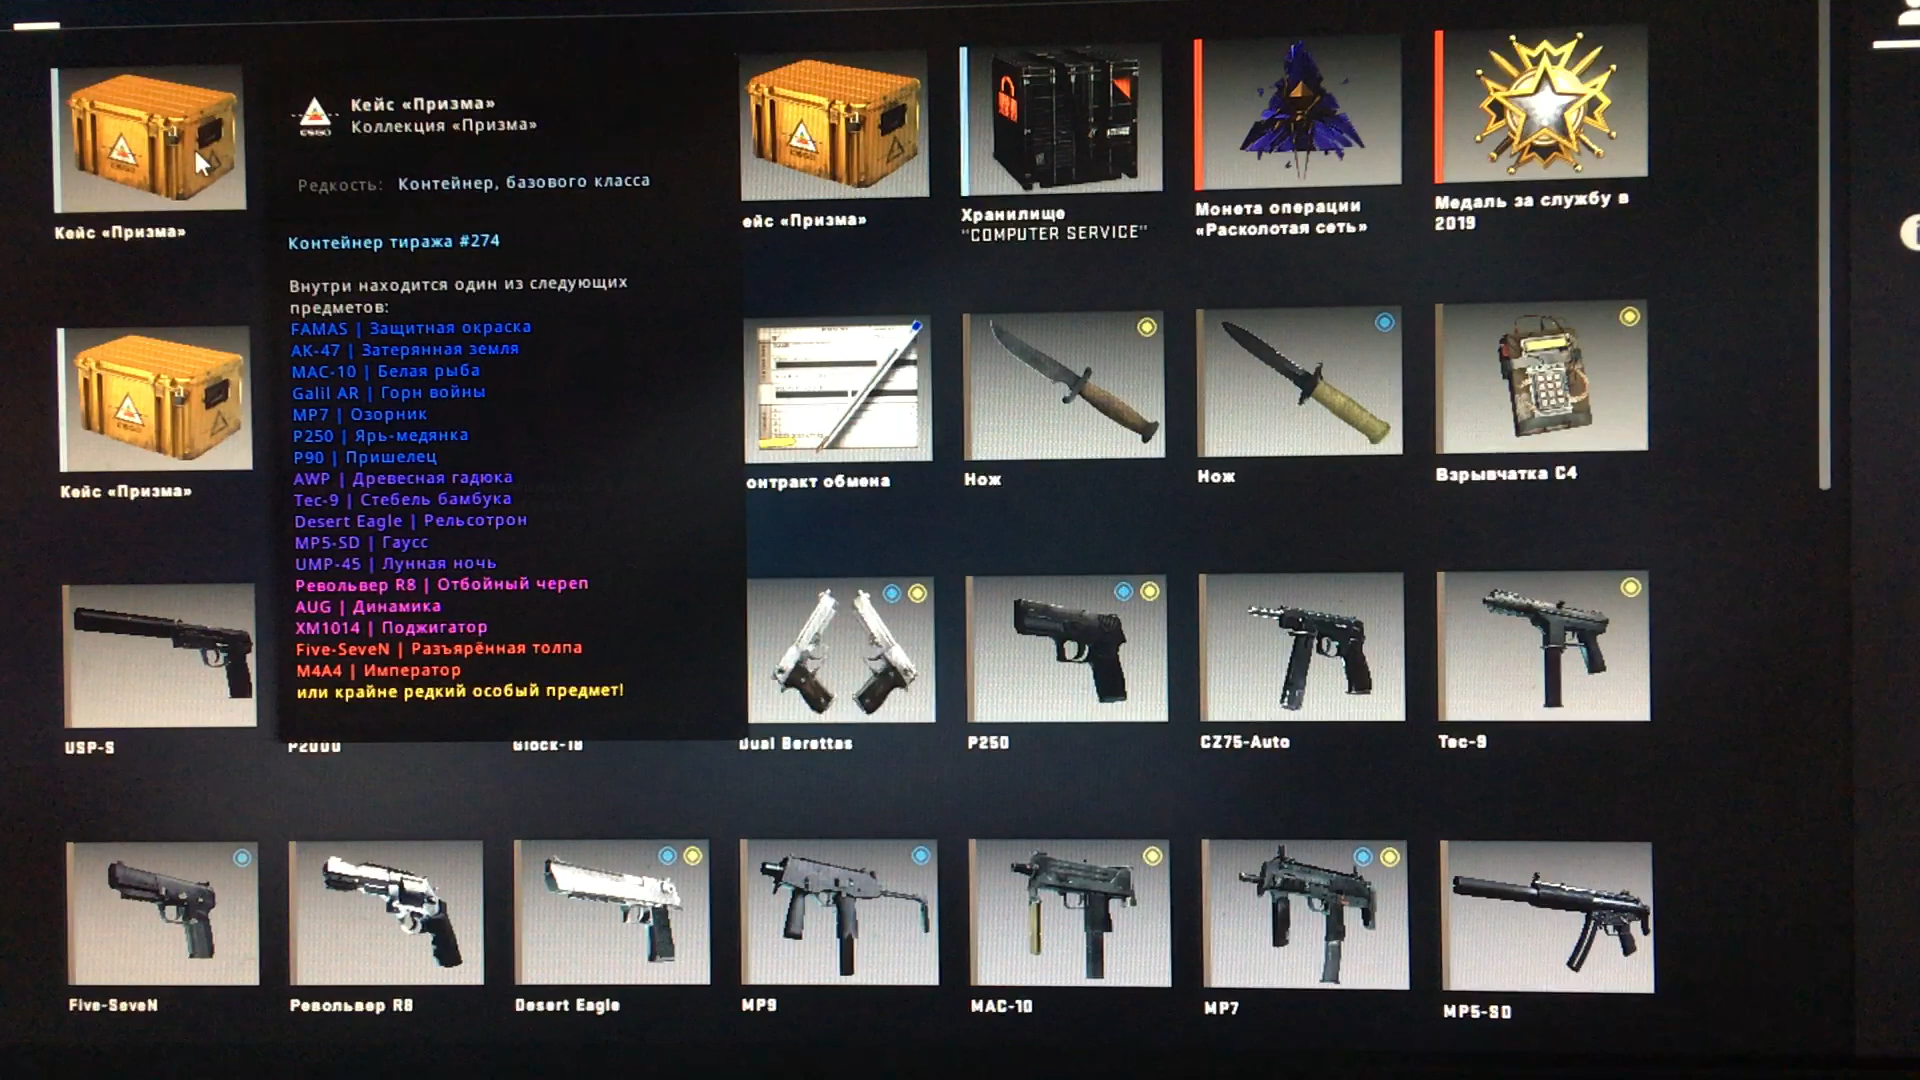 Кейс «Призма»
Коллекция «Призма»
Редкость: Контейнер, базового класса
Контейнер тиража #274
Внутри находится один из следующих
предметов:
FAMAS | Защитная окраска
AK-47 | Затерянная земля
MAC-10 | Белая рыба
Galil AR | Горн войны
MP7 | Озорник
P250 | Ярь-медянка
P90 | Пришелец
AWP | Древесная гадюка
Tec-9 | Стебель бамбука
Desert Eagle | Рельсотрон
MP5-SD | Гаусс
UMP-45 | Лунная ночь
Револьвер R8 | Отбойный череп
AUG | Динамика
XM1014 | Поджигатор
Five-SeveN | Разъярённая толпа
M4A4 | Император
или крайне редкий особый предмет!
Кейс «Призма»
ейс «Призма»
Хранилище
"COMPUTER SERVICE"
Монета операции
«Расколотая сеть»
Медаль за службу в
2019
Кейс «Призма»
онтракт обмена
Нож
Нож
Взрывчатка C4
USP-S
P2000
Glock-18
Dual Berettas
P250
CZ75-Auto
Tec-9
Five-SeveN
Револьвер R8
Desert Eagle
MP9
MAC-10
MP7
MP5-SD